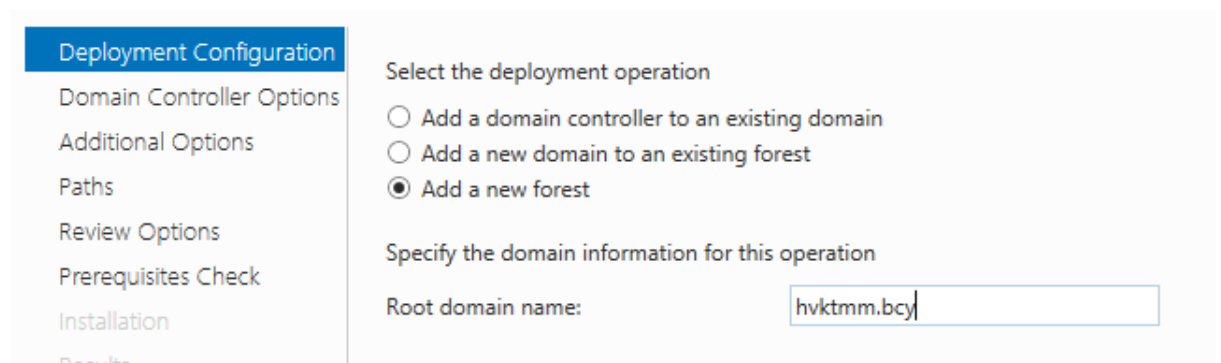 Deployment Configuration
Domain Controller Options
Additional Options
Paths
Review Options
Prerequisites Check
Installation
Results
Select the deployment operation
Add a domain controller to an existing domain
Add a new domain to an existing forest
Add a new forest
Specify the domain information for this operation
Root domain name:
hvktmm.bcy